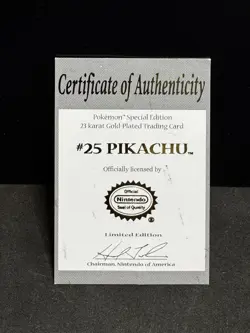 Certificate of Authenticity
Pokémon™ Special Edition
23 karat Gold-Plated Trading Card
#25 PIKACHU™
Officially licensed by
Official
Nintendo
Seal of Quality
Limited Edition
Chairman, Nintendo of America